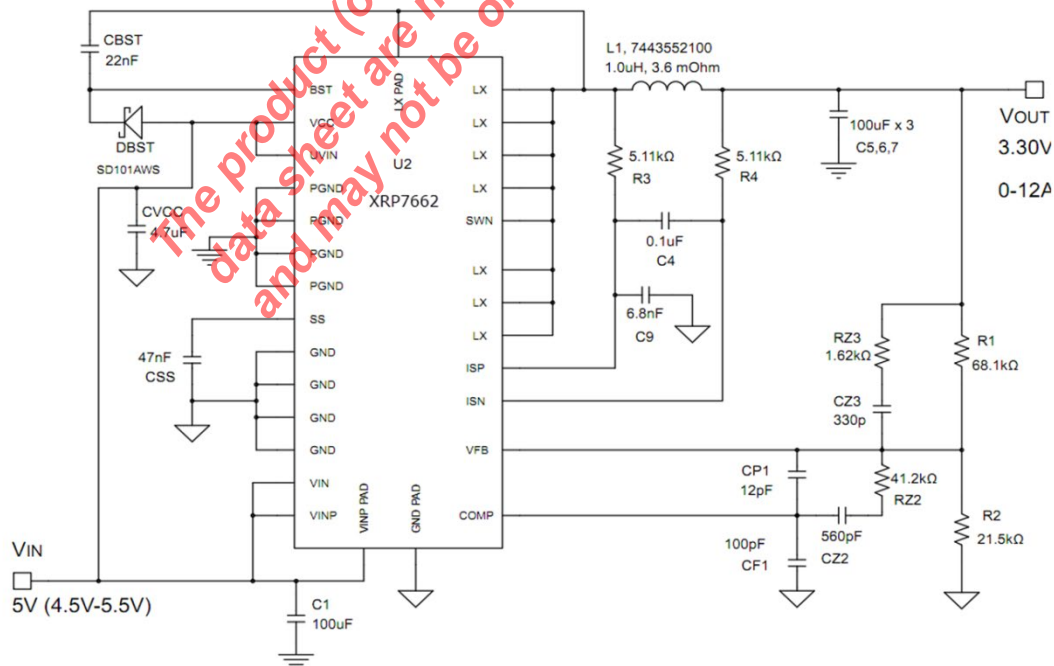 The product (o
data sheet are n
and may not be o
CBST
22nF
DBST
SD101AWS
CVCC
4.7uF
47nF
CSS
BST
VCC
UVIN
PGND
PGND
PGND
PGND
SS
GND
GND
GND
GND
VIN
VINP
LX PAD
U2
XRP7662
VINP PAD
GND PAD
LX
LX
LX
LX
SWN
LX
LX
LX
ISP
ISN
VFB
COMP
L1, 7443552100
1.0uH, 3.6 mOhm
5.11kΩ
R3
5.11kΩ
R4
0.1uF
C4
6.8nF
C9
100uF x 3
C5,6,7
VOUT
3.30V
0-12A
RZ3
1.62kΩ
R1
68.1kΩ
CZ3
330p
CP1
12pF
41.2kΩ
RZ2
560pF
CZ2
100pF
CF1
R2
21.5kΩ
VIN
5V (4.5V-5.5V)
C1
100uF